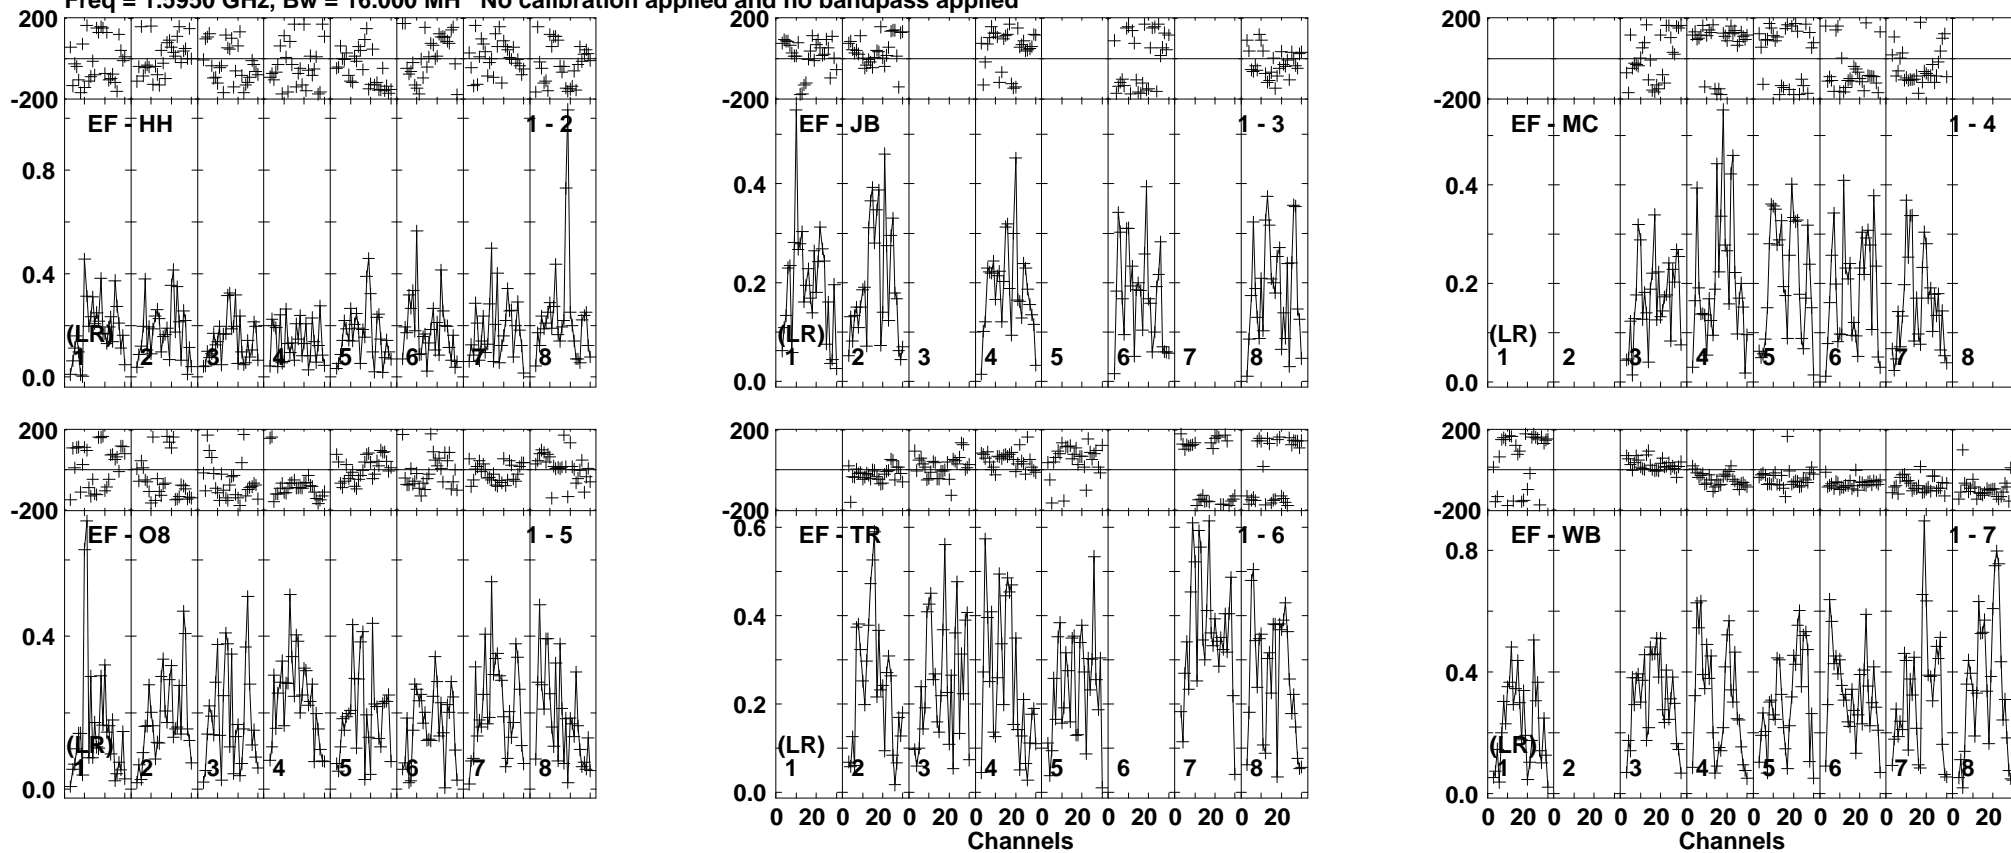 Freq = 1.5950 GHz, Bw = 16.000 MH No calibration applied and no bandpass applied
200 200 200
-200 -200 -200
EF - HH 1 - 2 EF - JB 1 - 3 EF - MC 1 - 4
0.8 0.4 0.4
0.4 0.2 0.2
(LR) (LR) (LR)
1 2 3 4 5 6 7 8 1 2 3 4 5 6 7 8 1 2 3 4 5 6 7 8
0.0 0.0 0.0
200 200 200
-200 -200 -200
EF - O8 1 - 5 EF - TR 1 - 6 EF - WB 1 - 7
0.6 0.8
0.4 0.4 0.4
0.2
(LR) (LR) (LR)
1 2 3 4 5 6 7 8 1 2 3 4 5 6 7 8 1 2 3 4 5 6 7 8
0.0 0.0 0.0
0 20 0 20 0 20 0 20 0 20 0 20 0 20 0 20 0 20 0 20 0 20 0 20 0 20 0 20 0 20 0 20
Channels Channels